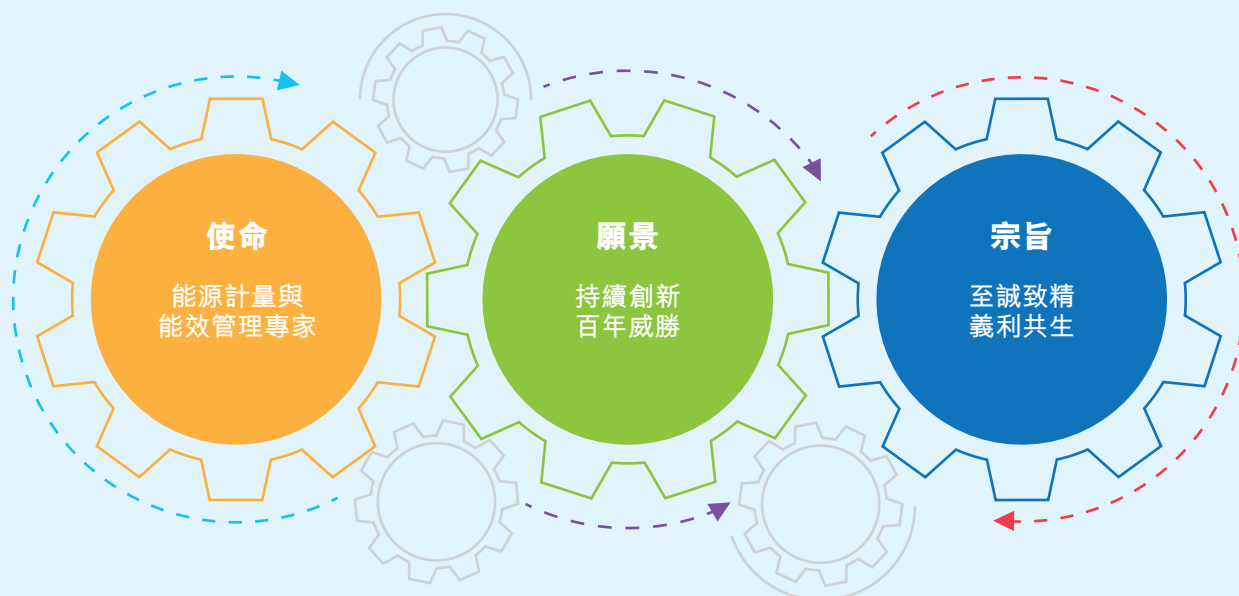 使命
能源計量與
能效管理專家
願景
持續創新
百年威勝
宗旨
至誠致精
義利共生